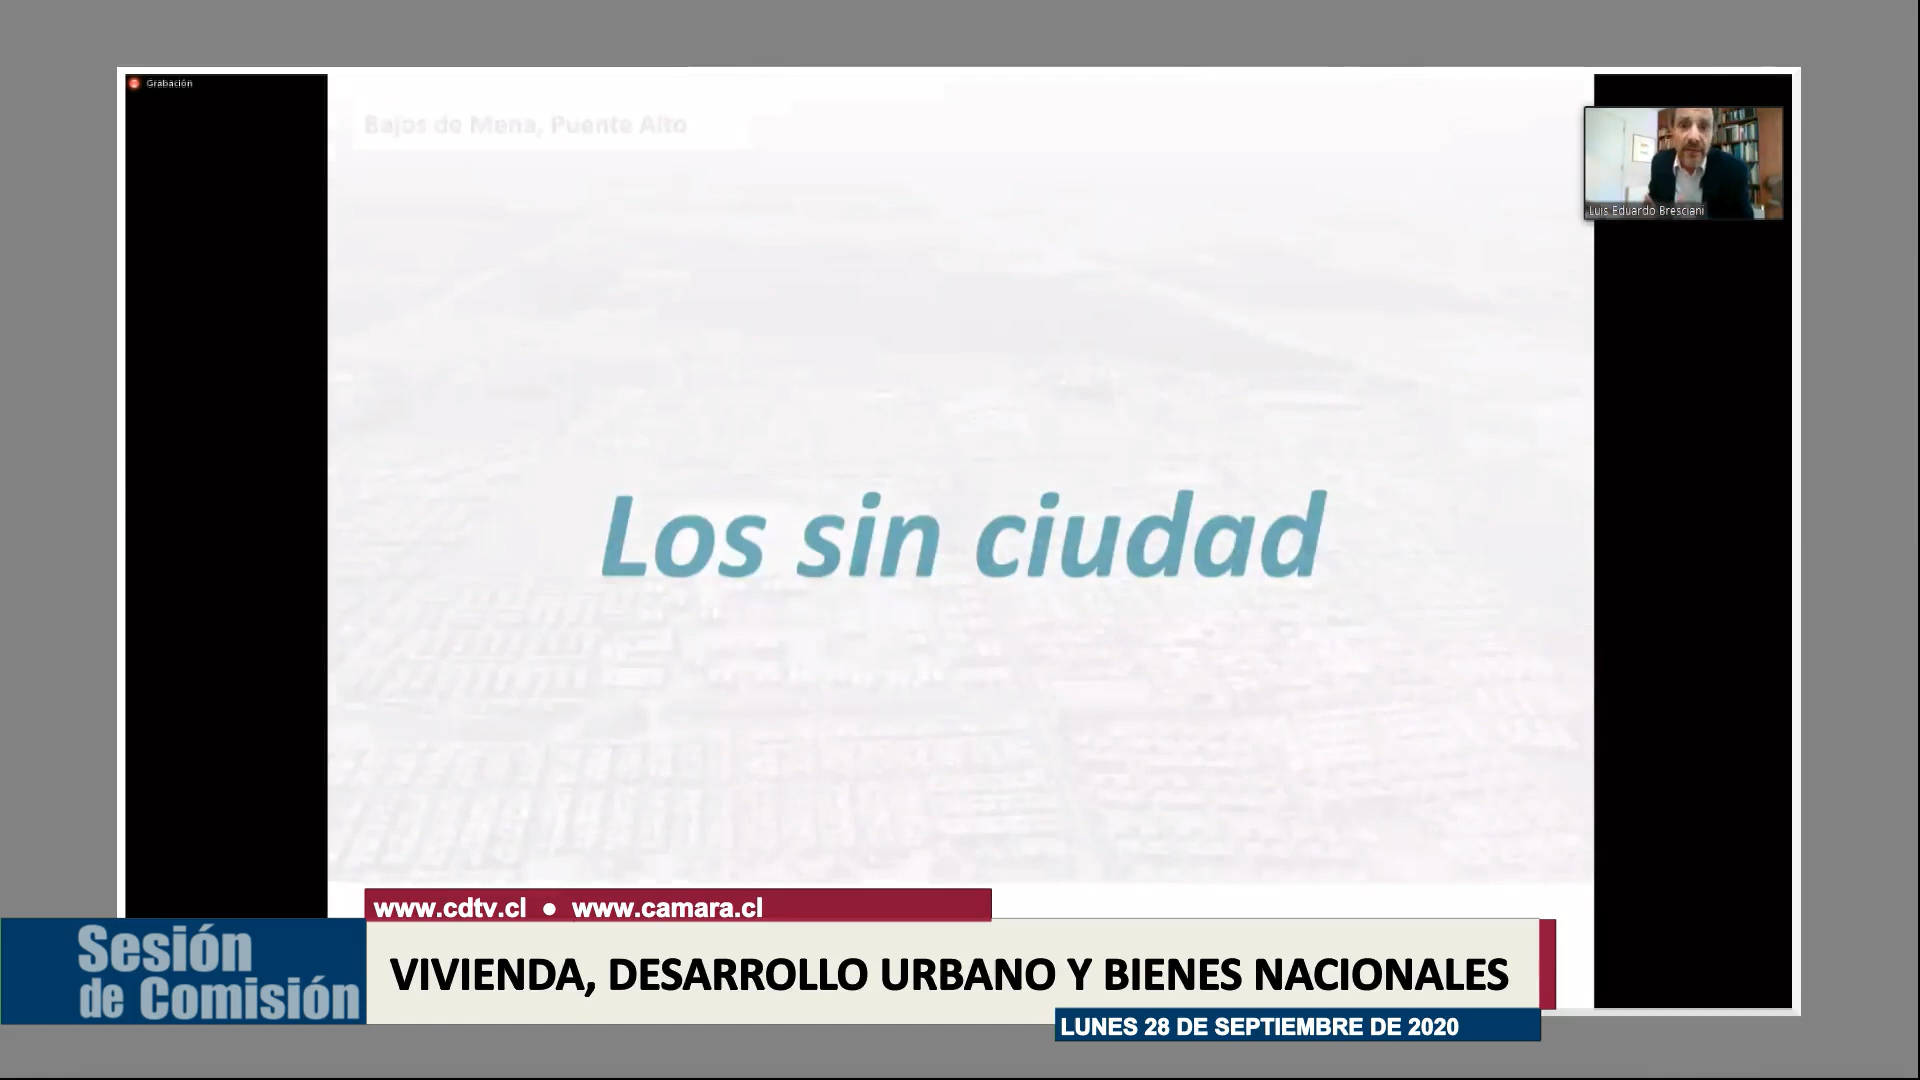 Grabación
Bajos de Mena, Puente Alto
Luis Eduardo Bresciani
Los sin ciudad
www.cdtv.cl ● www.camara.cl
Sesión
de Comisión
VIVIENDA, DESARROLLO URBANO Y BIENES NACIONALES
LUNES 28 DE SEPTIEMBRE DE 2020